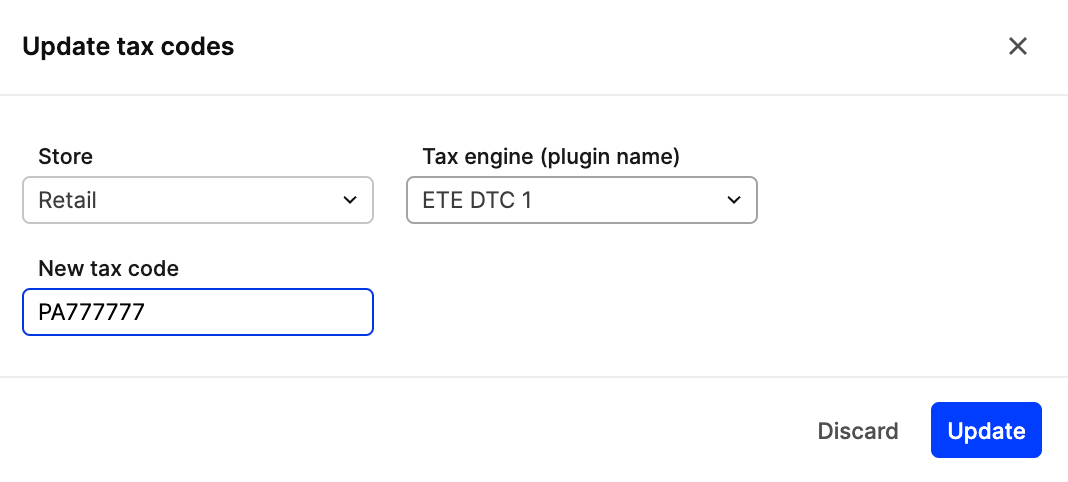 Update tax codes
Store
Tax engine (plugin name)
Retail
ETE DTC 1
New tax code
PA777777
Discard
Update